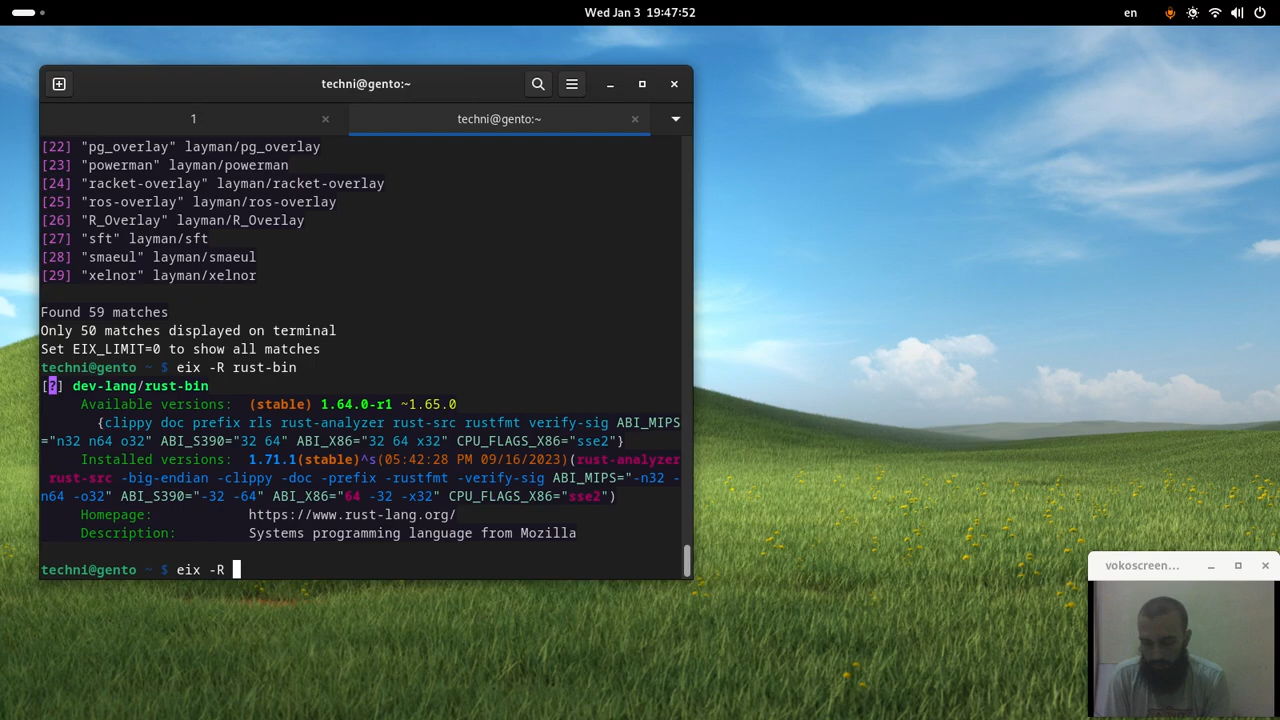 Wed Jan 3 19:47:52
en
techni@gento:~
1
techni@gento:~
[22] "pg_overlay" layman/pg_overlay
[23] "powerman" layman/powerman
[24] "racket-overlay" layman/racket-overlay
[25] "ros-overlay" layman/ros-overlay
[26] "R_Overlay" layman/R_Overlay
[27] "sft" layman/sft
[28] "smaeul" layman/smaeul
[29] "xelnor" layman/xelnor
Found 59 matches
Only 50 matches displayed on terminal
Set EIX_LIMIT=0 to show all matches
techni@gento ~ $ eix -R rust-bin
[?] dev-lang/rust-bin
Available versions: (stable) 1.64.0-r1 ~1.65.0
{clippy doc prefix rls rust-analyzer rust-src rustfmt verify-sig ABI_MIPS
="n32 n64 o32" ABI_S390="32 64" ABI_X86="32 64 x32" CPU_FLAGS_X86="sse2"}
Installed versions: 1.71.1(stable)^s(05:42:28 PM 09/16/2023)(rust-analyzer
rust-src -big-endian -clippy -doc -prefix -rustfmt -verify-sig ABI_MIPS="-n32 -
n64 -o32" ABI_S390="-32 -64" ABI_X86="64 -32 -x32" CPU_FLAGS_X86="sse2")
Homepage: https://www.rust-lang.org/
Description: Systems programming language from Mozilla
techni@gento ~ $ eix -R
vokoscreen...